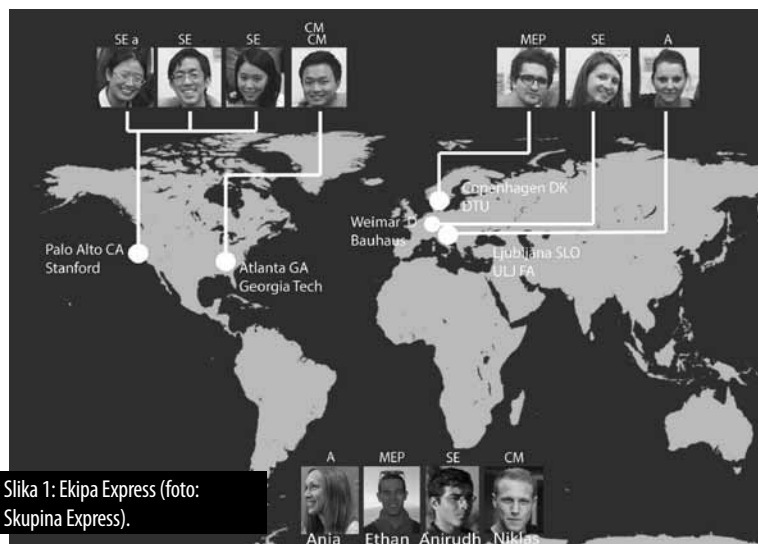 CM
SE a SE SE CM
MEP SE A
Copenhagen DK
DTU
Weimar D
Bauhaus
Palo Alto CA
Stanford
Atlanta GA
Georgia Tech
Ljubljana SLO
ULJ FA
A MEP SE CM
Anja Ethan Anirudh Niklas
Slika 1: Ekipa Express (foto:
Skupina Express).